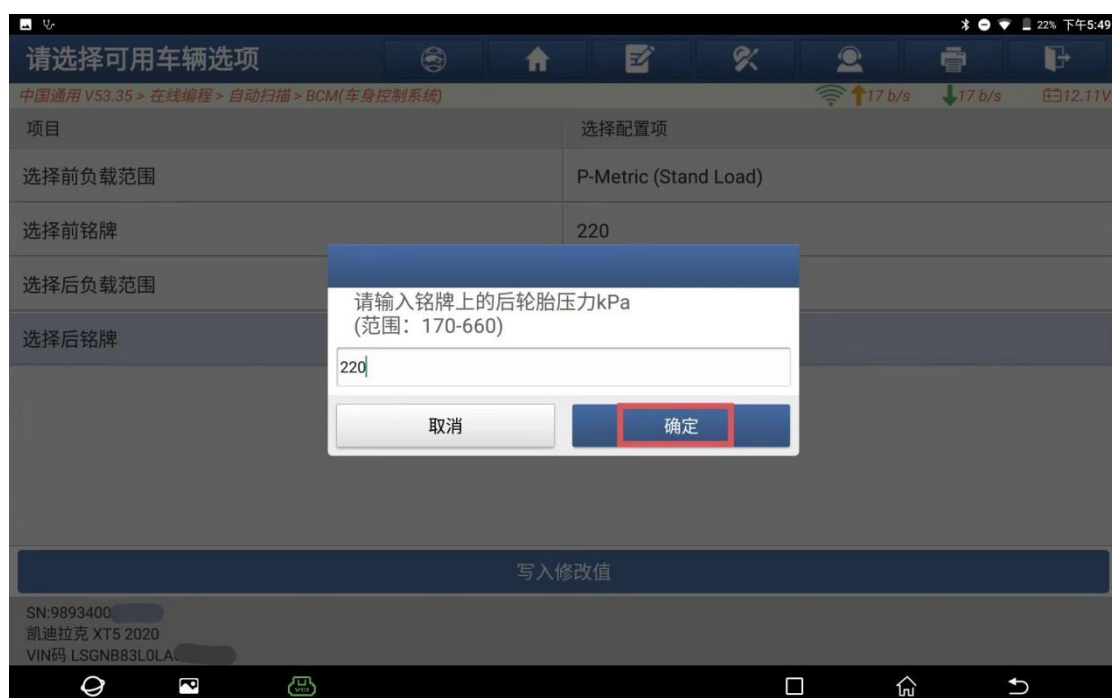 22% 下午5:49
请选择可用车辆选项
中国通用 V53.35 > 在线编程 > 自动扫描 > BCM(车身控制系统) 17 b/s 17 b/s 12.11V
项目 选择配置项
选择前负载范围 P-Metric (Stand Load)
选择前铭牌 220
选择后负载范围
选择后铭牌
请输入铭牌上的后轮胎压力kPa
(范围：170-660)
220
取消 确定
写入修改值
SN:9893400
凯迪拉克 XT5 2020
VIN码 LSGNB83L0LA
VCI